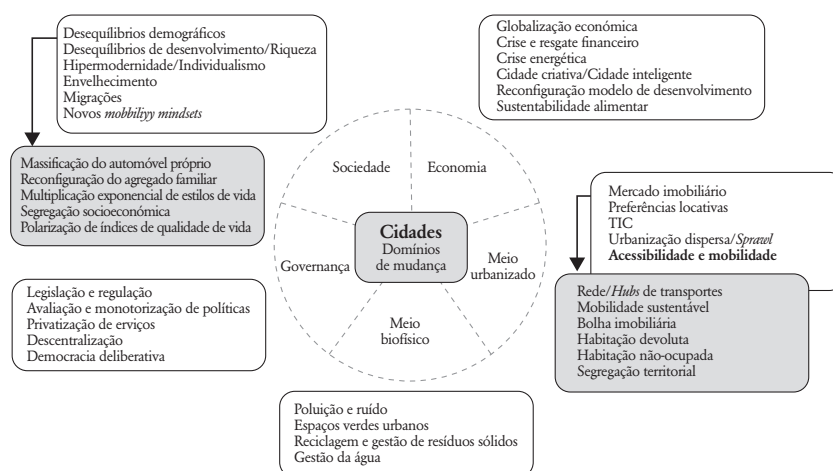 Desequilíbrios demográficos
Desequilíbrios de desenvolvimento/Riqueza
Hipermodernidade/Individualismo
Envelhecimento
Migrações
Novos mobbiliyy mindsets
Massificação do automóvel próprio
Reconfiguração do agregado familiar
Multiplicação exponencial de estilos de vida
Segregação socioeconómica
Polarização de índices de qualidade de vida
Globalização económica
Crise e resgate financeiro
Crise energética
Cidade criativa/Cidade inteligente
Reconfiguração modelo de desenvolvimento
Sustentabilidade alimentar
Sociedade
Economia
Cidades
Domínios
de mudança
Governança
Meio
urbanizado
Meio
biofísico
Mercado imobiliário
Preferências locativas
TIC
Urbanização dispersa/Sprawl
Acessibilidade e mobilidade
Rede/Hubs de transportes
Mobilidade sustentável
Bolha imobiliária
Habitação devoluta
Habitação não-ocupada
Segregação territorial
Legislação e regulação
Avaliação e monotorização de políticas
Privatização de erviços
Descentralização
Democracia deliberativa
Poluição e ruído
Espaços verdes urbanos
Reciclagem e gestão de resíduos sólidos
Gestão da água